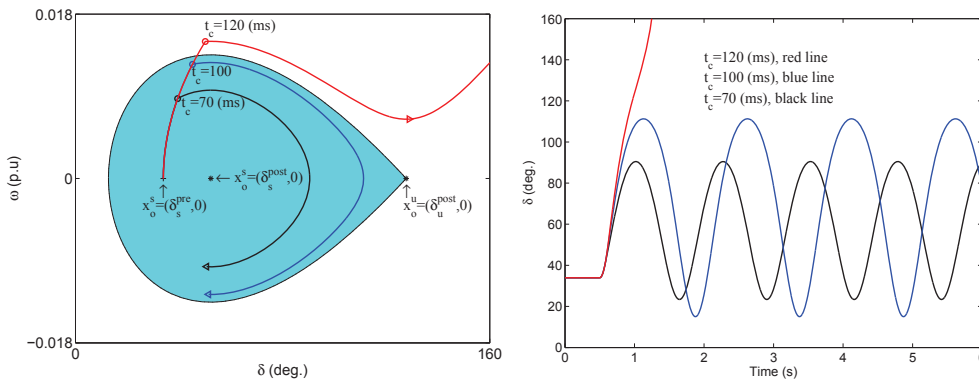 0.018
t_c=120 (ms)
t_c=100
t_c=70 (ms)
ω (p.u)
0
← x_o^s=(δ_s^post,0)
↑
x_o^s=(δ_s^pre,0)
↑
x_o^u=(δ_u^post,0)
−0.018
0
160
δ (deg.)
160
140
120
100
80
60
40
20
0
δ (deg.)
t_c=120 (ms), red line
t_c=100 (ms), blue line
t_c=70 (ms), black line
0 1 2 3 4 5 6
Time (s)